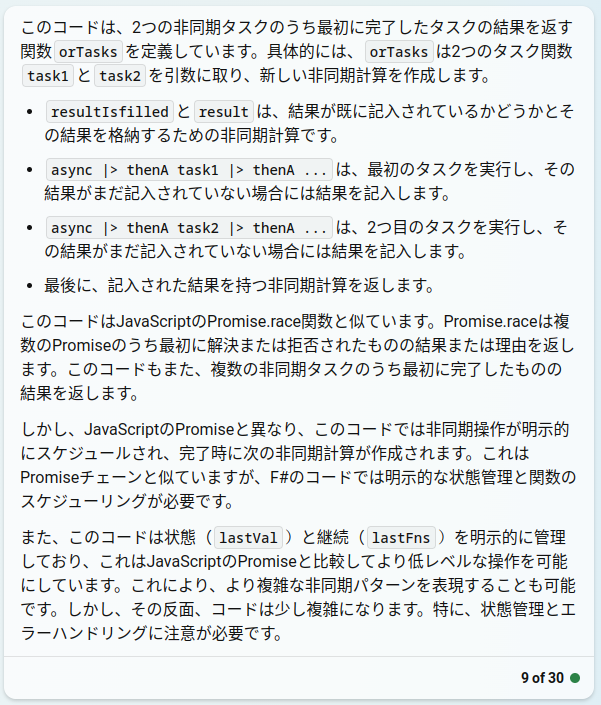 このコードは、2つの非同期タスクのうち最初に完了したタスクの結果を返す
関数 orTasks を定義しています。具体的には、 orTasks は2つのタスク関数
task1 と task2 を引数に取り、新しい非同期計算を作成します。
• resultIsfilled と result は、結果が既に記入されているかどうかとそ
の結果を格納するための非同期計算です。
• async |> thenA task1 |> thenA ... は、最初のタスクを実行し、その
結果がまだ記入されていない場合には結果を記入します。
• async |> thenA task2 |> thenA ... は、2つ目のタスクを実行し、そ
の結果がまだ記入されていない場合には結果を記入します。
• 最後に、記入された結果を持つ非同期計算を返します。
このコードはJavaScriptのPromise.race関数と似ています。Promise.raceは複
数のPromiseのうち最初に解決または拒否されたものの結果または理由を返し
ます。このコードもまた、複数の非同期タスクのうち最初に完了したものの
結果を返します。
しかし、JavaScriptのPromiseと異なり、このコードでは非同期操作が明示的
にスケジュールされ、完了時に次の非同期計算が作成されます。これは
Promiseチェーンと似ていますが、F#のコードでは明示的な状態管理と関数の
スケジューリングが必要です。
また、このコードは状態（ lastVal ）と継続（ lastFns ）を明示的に管理
しており、これはJavaScriptのPromiseと比較してより低レベルな操作を可能
にしています。これにより、より複雑な非同期パターンを表現することも可能
です。しかし、その反面、コードは少し複雑になります。特に、状態管理とエ
ラーハンドリングに注意が必要です。
9 of 30